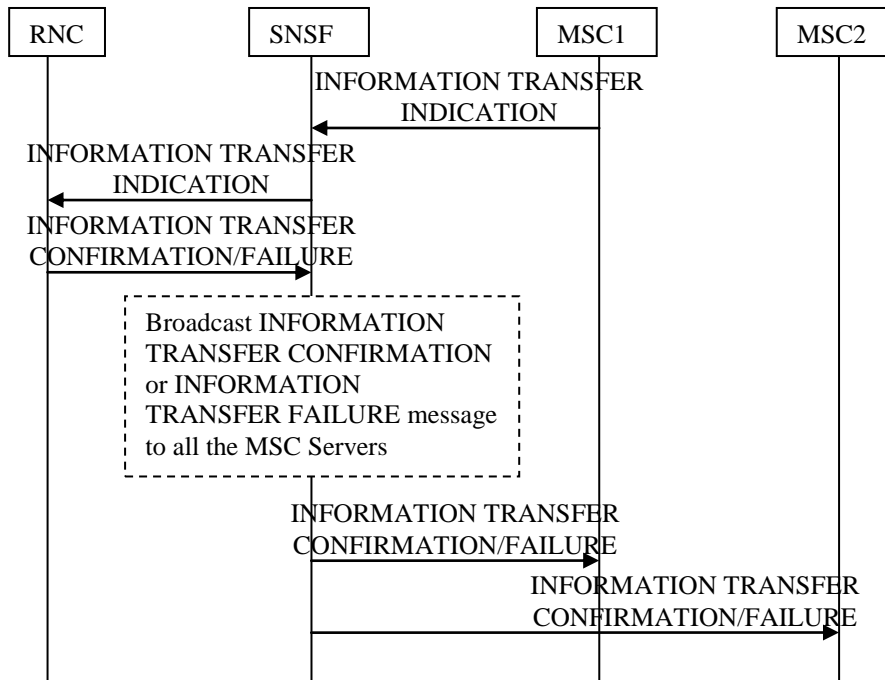 RNC
SNSF
MSC1
MSC2
INFORMATION TRANSFER
INDICATION
INFORMATION TRANSFER
INDICATION
INFORMATION TRANSFER
CONFIRMATION/FAILURE
Broadcast INFORMATION
TRANSFER CONFIRMATION
or INFORMATION
TRANSFER FAILURE message
to all the MSC Servers
INFORMATION TRANSFER
CONFIRMATION/FAILURE
INFORMATION TRANSFER
CONFIRMATION/FAILURE